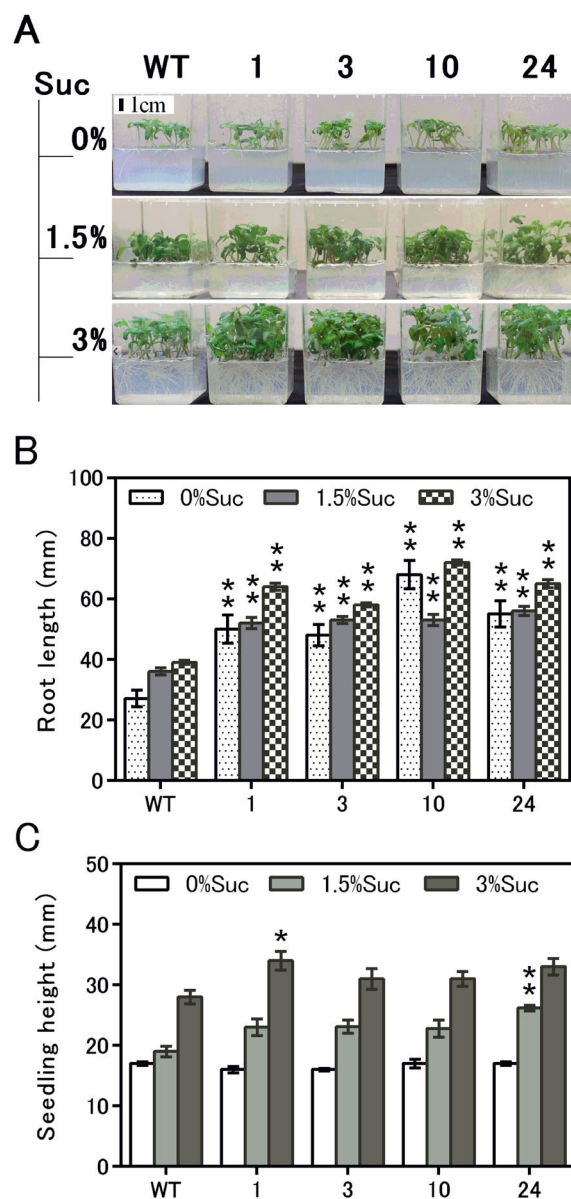 A
Suc WT 1 3 10 24
1cm
0%
1.5%
3%
B
100
80
60
40
20
0
Root length (mm)
0%Suc 1.5%Suc 3%Suc
** ** **
** ** **
** ** **
** ** **
WT 1 3 10 24
C
50
40
30
20
10
0
Seedling height (mm)
0%Suc 1.5%Suc 3%Suc
*
**
WT 1 3 10 24